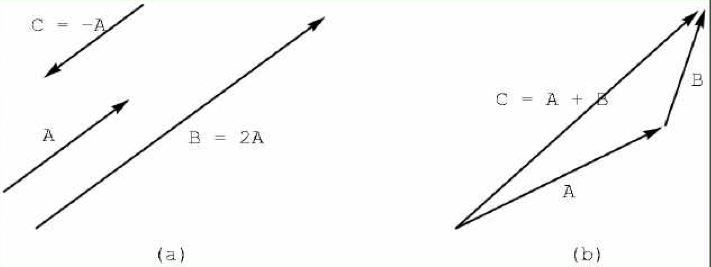 C = -A
A
B = 2A
(a)
C = A + B
B
A
(b)